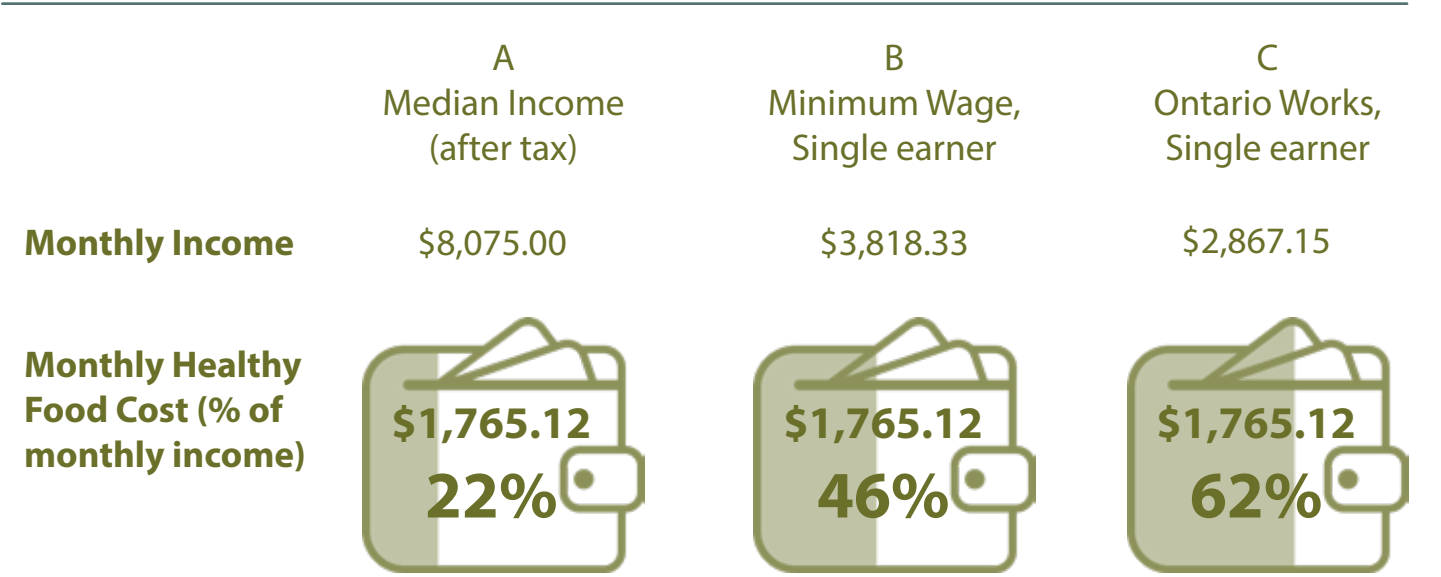 A
Median Income
(after tax)
B
Minimum Wage,
Single earner
C
Ontario Works,
Single earner
Monthly Income
$8,075.00
$3,818.33
$2,867.15
Monthly Healthy
Food Cost (% of
monthly income)
$1,765.12
22%
$1,765.12
46%
$1,765.12
62%